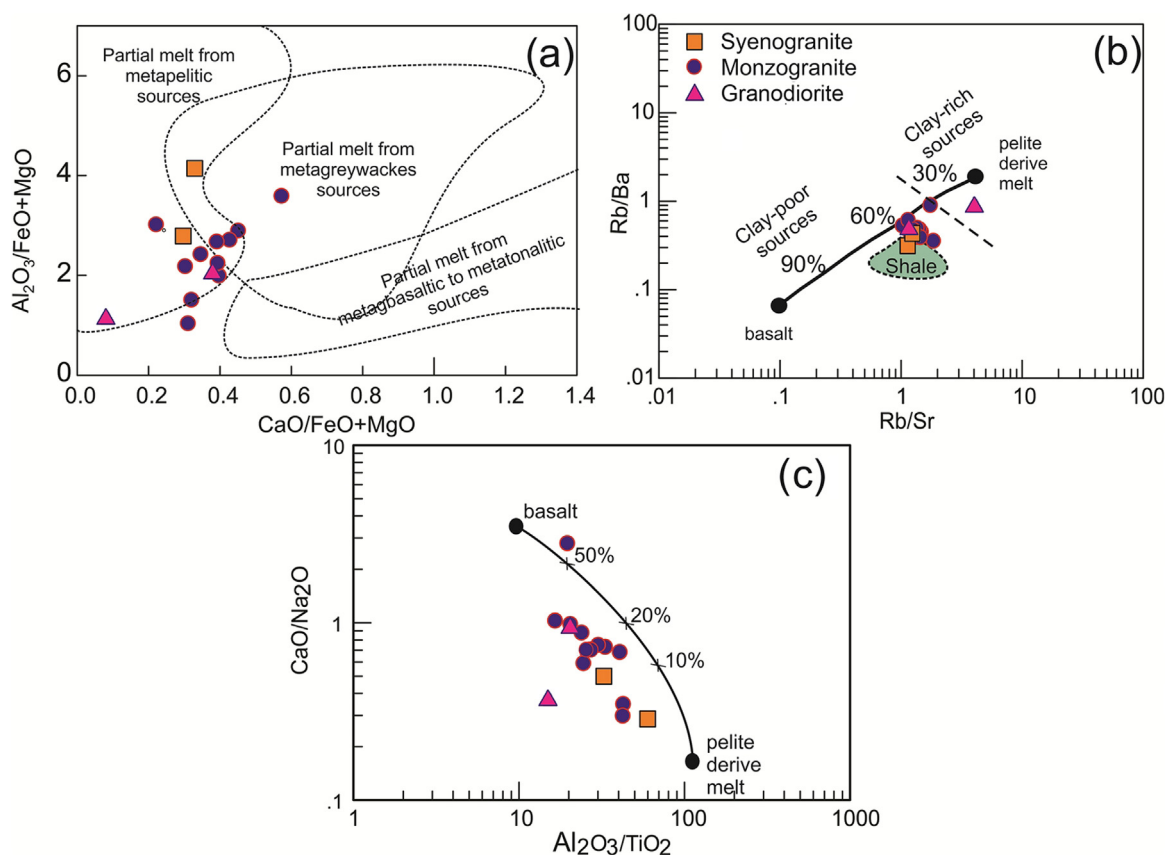 (a)
Al2O3/FeO+MgO
6
4
2
0
Partial melt from
metapelitic
sources
Partial melt from
metagreywackes
sources
Partial melt from
metagbasaltic to metatonalitic
sources
0.0 0.2 0.4 0.6 0.8 1.0 1.2 1.4
CaO/FeO+MgO
(b)
Syenogranite
Monzogranite
Granodiorite
Rb/Ba
100
10
1
.1
.01
Clay-rich
sources
30%
pelite
derive
melt
60%
Clay-poor
sources
90%
Shale
basalt
.01 .1 1 10 100
Rb/Sr
(c)
CaO/Na2O
10
1
.1
basalt
50%
20%
10%
pelite
derive
melt
1 10 100 1000
Al2O3/TiO2